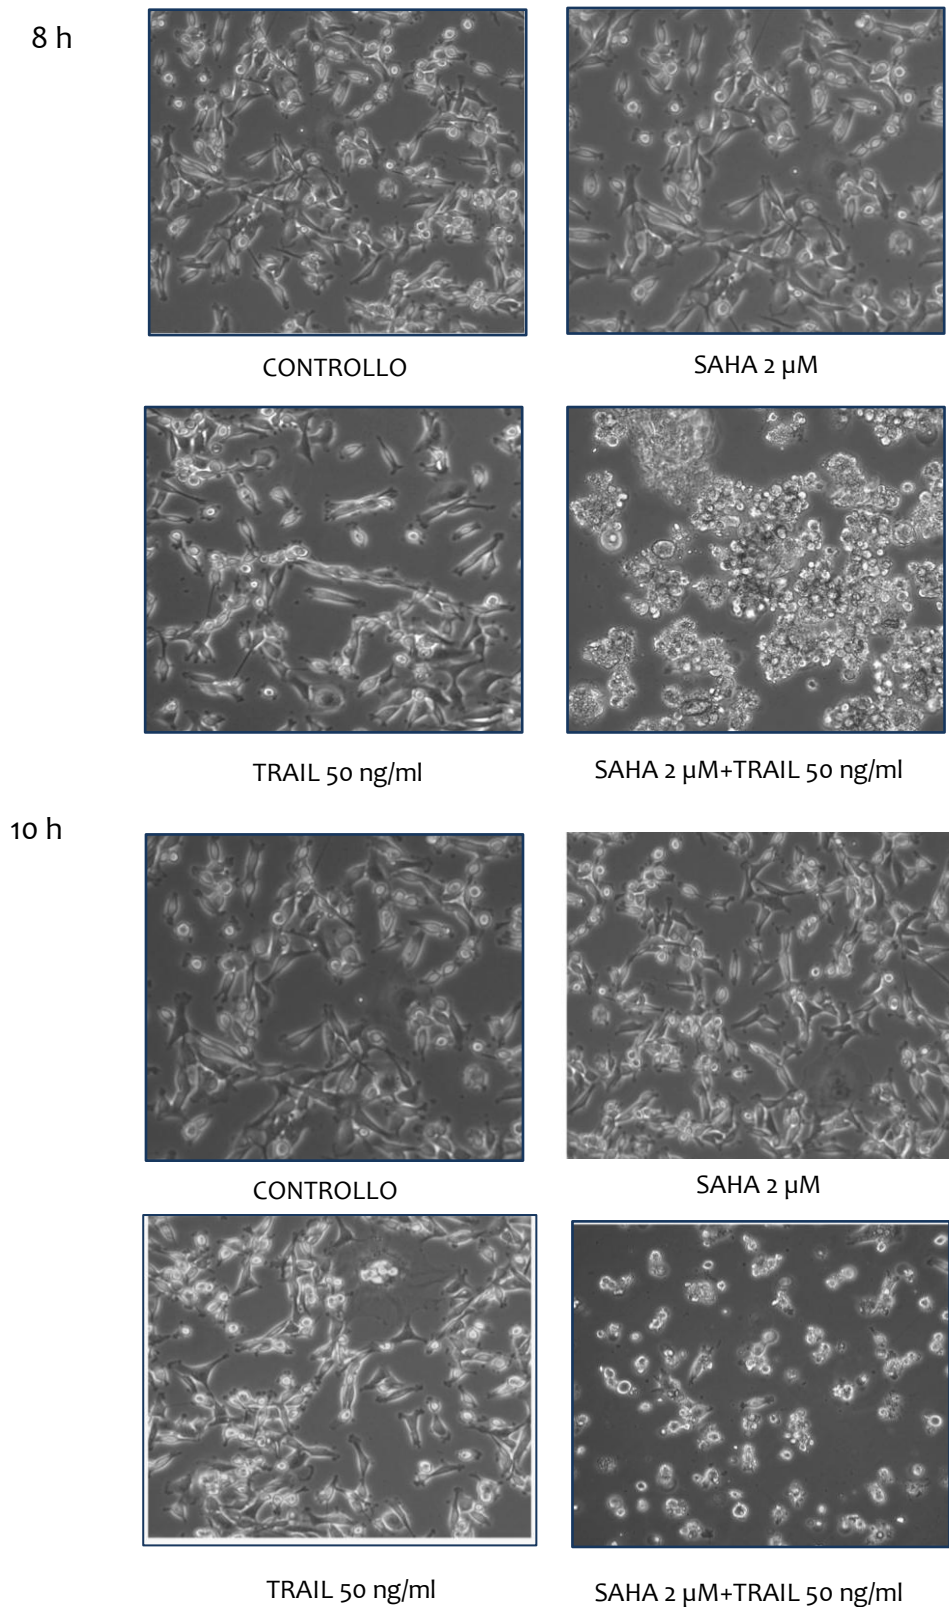 8 h
CONTROLLO
SAHA 2 µM
TRAIL 50 ng/ml
SAHA 2 µM+TRAIL 50 ng/ml
10 h
CONTROLLO
SAHA 2 µM
TRAIL 50 ng/ml
SAHA 2 µM+TRAIL 50 ng/ml